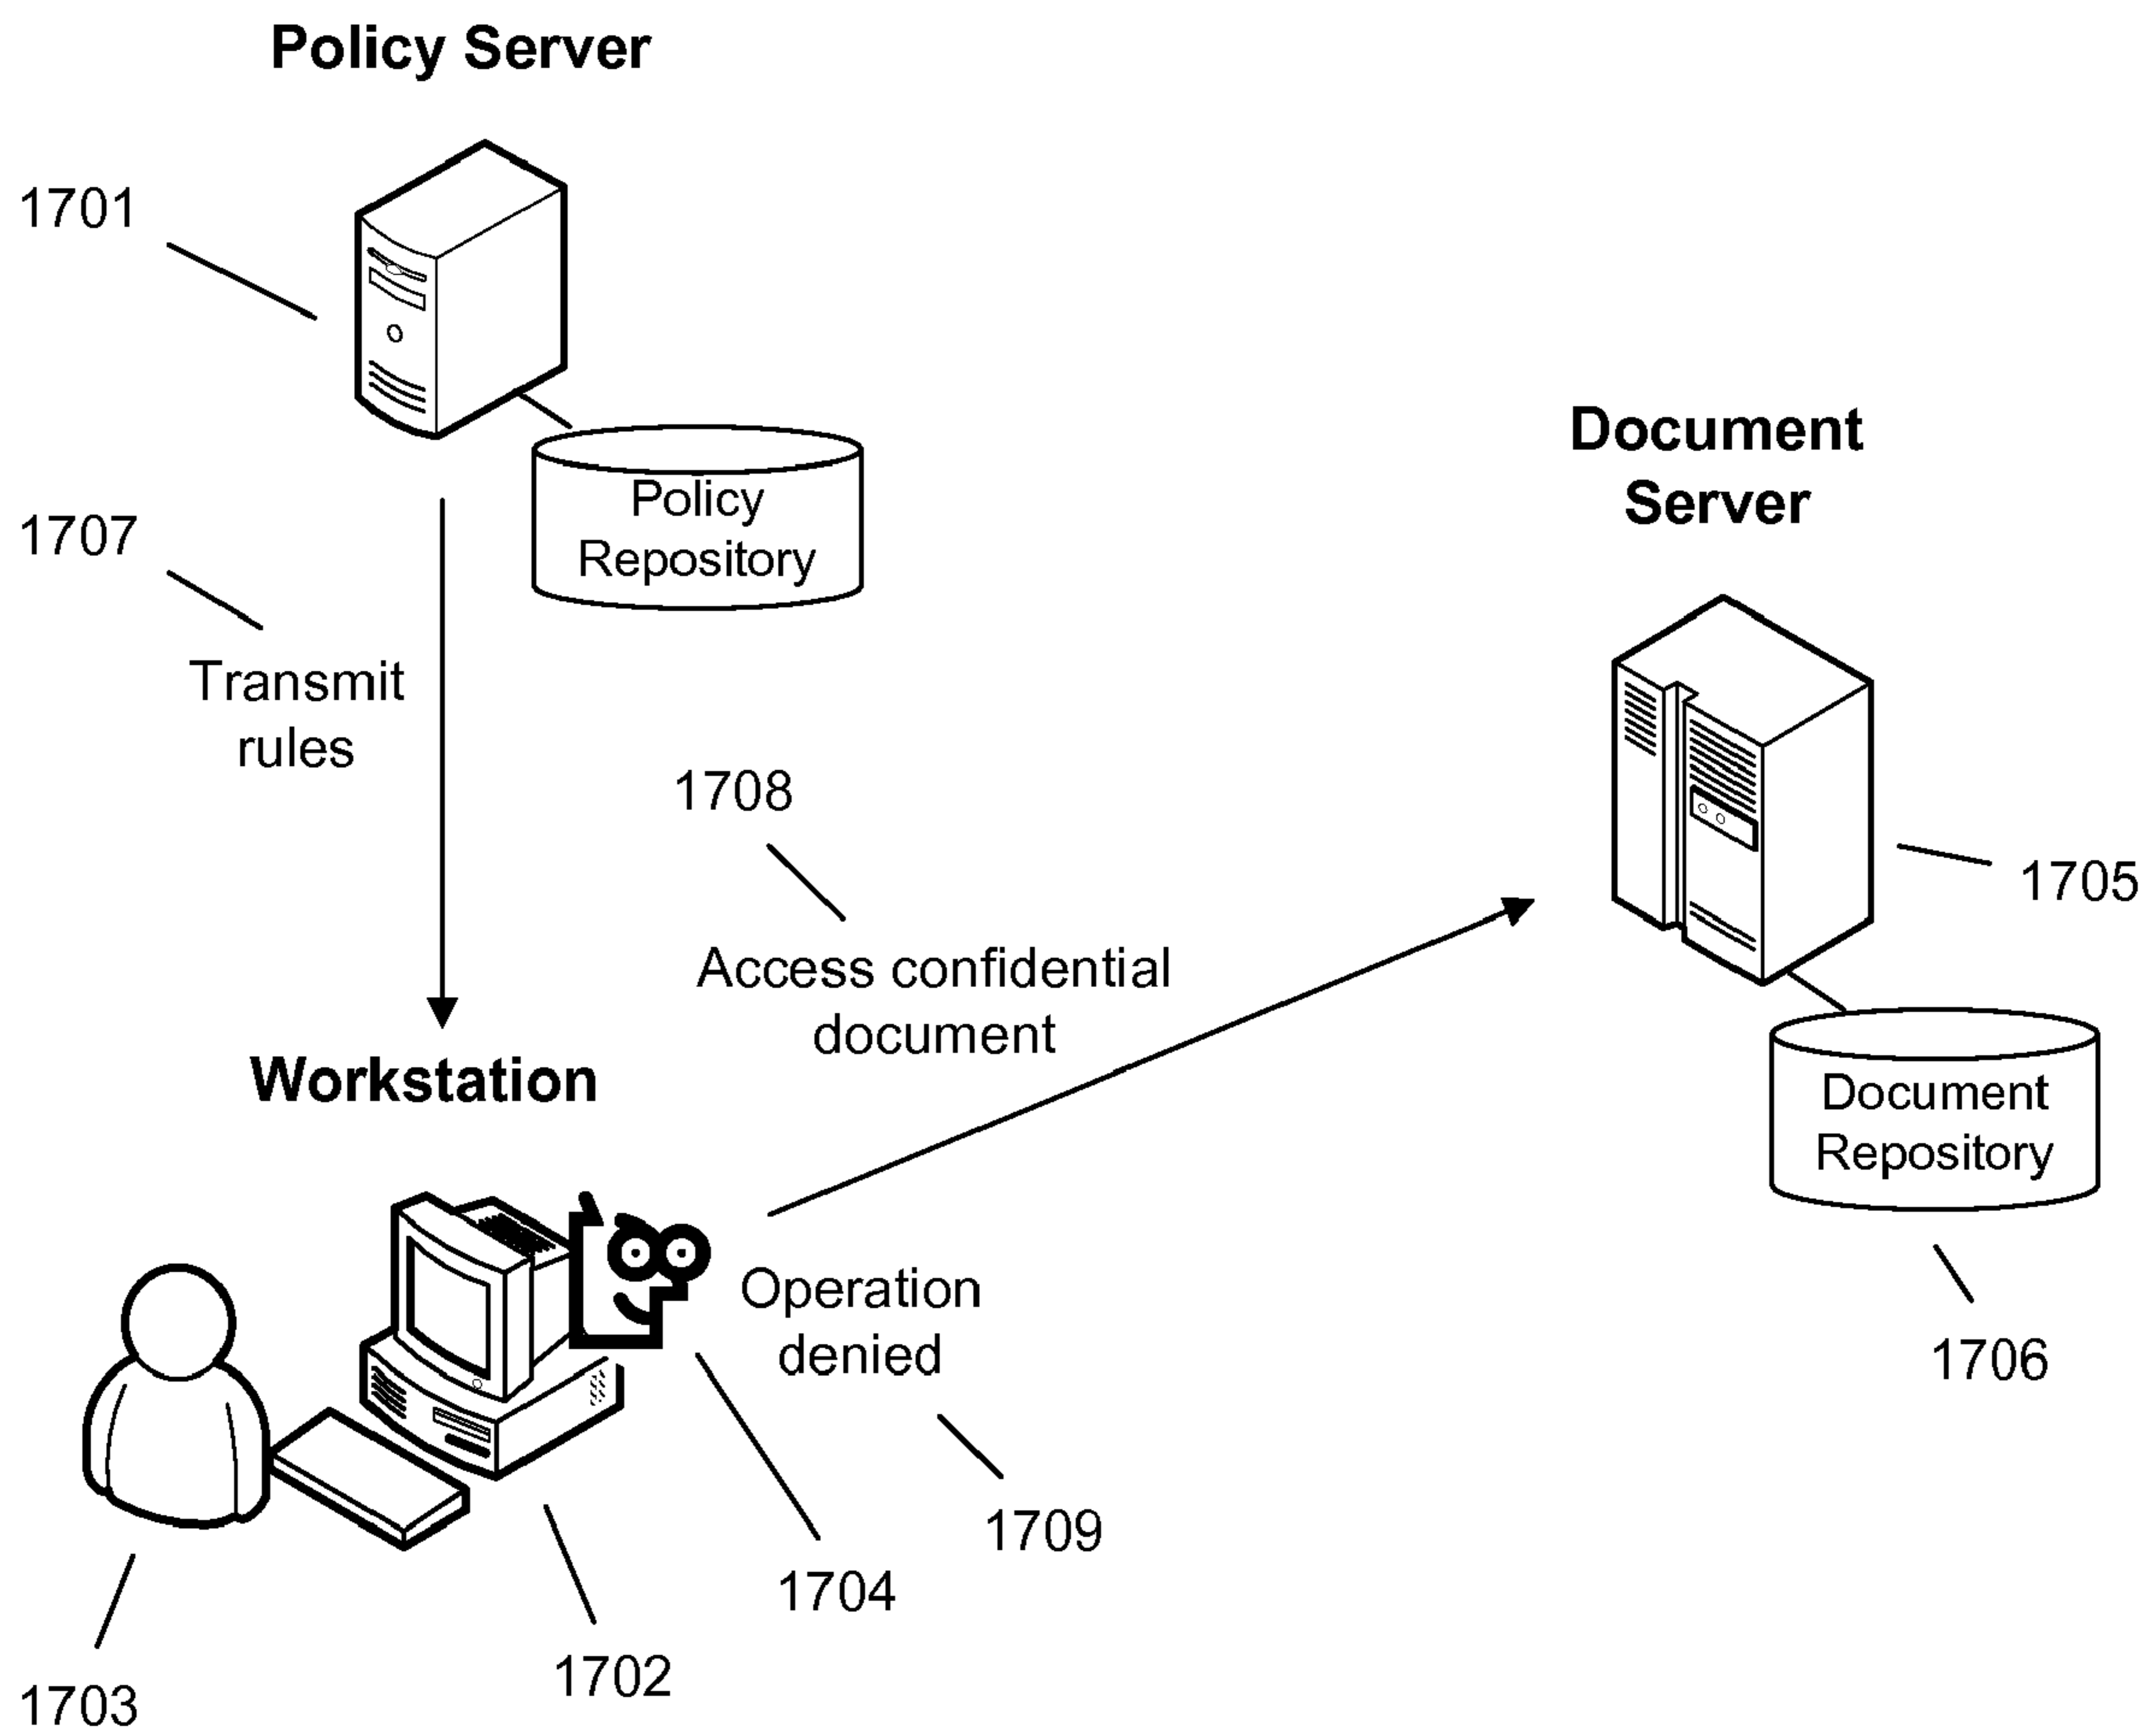 Policy Server
1701
Policy
Repository
1707
Transmit
rules
Document
Server
1708
Access confidential
document
1705
Workstation
Document
Repository
Operation
denied
1706
1709
1704
1702
1703